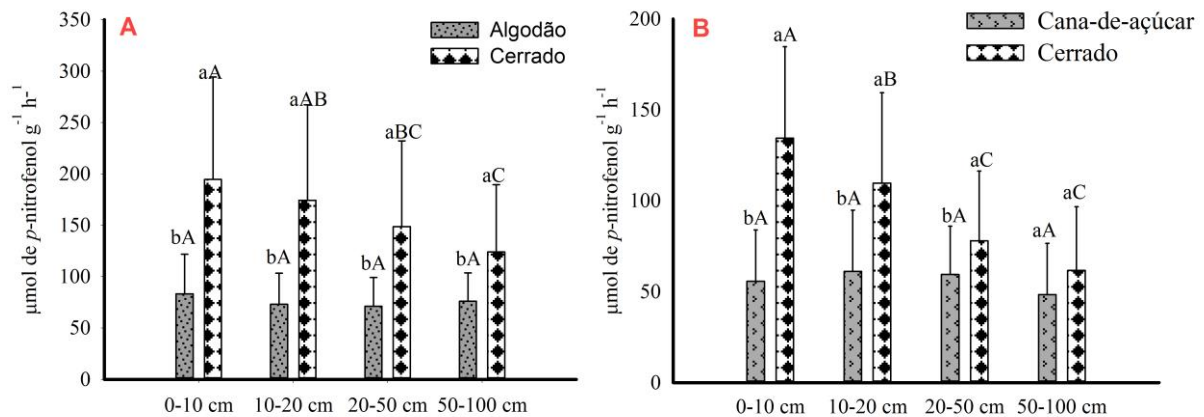 A
Algodão
Cerrado
µmol de p-nitrofenol g⁻¹ h⁻
350
300
250
200
150
100
50
0
bA
aA
bA
aAB
bA
aBC
bA
aC
0-10 cm
10-20 cm
20-50 cm
50-100 cm
B
Cana-de-açúcar
Cerrado
µmol de p-nitrofenol g⁻¹ h⁻¹
200
150
100
50
0
bA
aA
bA
aB
bA
aC
aA
aC
0-10 cm
10-20 cm
20-50 cm
50-100 cm